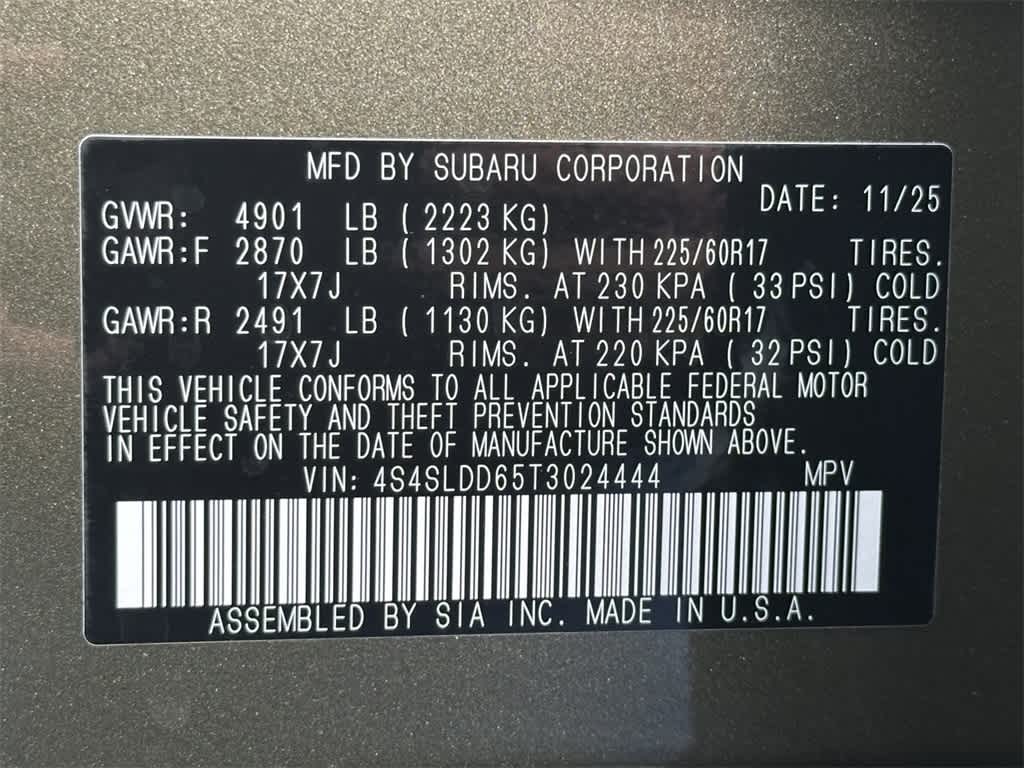 MFD BY SUBARU CORPORATION
DATE: 11/25
GVWR: 4901 LB ( 2223 KG)
GAWR:F 2870 LB ( 1302 KG) WITH 225/60R17 TIRES.
17X7J RIMS. AT 230 KPA ( 33 PSI) COLD
GAWR:R 2491 LB ( 1130 KG) WITH 225/60R17 TIRES.
17X7J RIMS. AT 220 KPA ( 32 PSI) COLD
THIS VEHICLE CONFORMS TO ALL APPLICABLE FEDERAL MOTOR
VEHICLE SAFETY AND THEFT PREVENTION STANDARDS
IN EFFECT ON THE DATE OF MANUFACTURE SHOWN ABOVE.
VIN: 4S4SLDD65T3024444 MPV
ASSEMBLED BY SIA INC. MADE IN U.S.A.